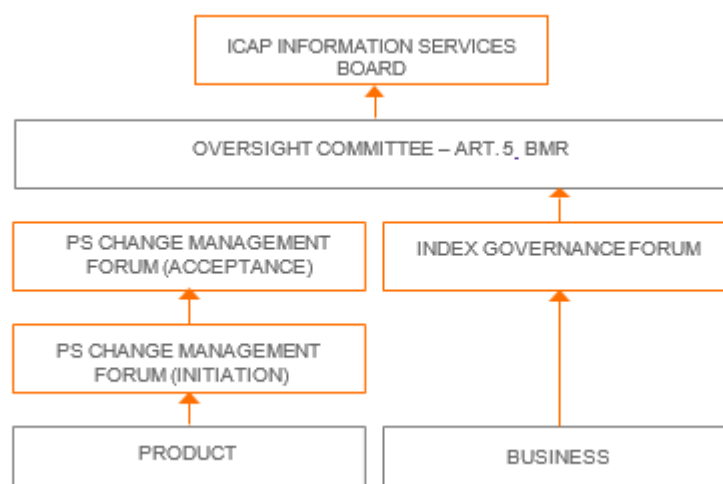 ICAP INFORMATION SERVICES
BOARD
OVERSIGHT COMMITTEE – ART. 5, BMR
PS CHANGE MANAGEMENT
FORUM (ACCEPTANCE)
INDEX GOVERNANCE FORUM
PS CHANGE MANAGEMENT
FORUM (INITIATION)
PRODUCT
BUSINESS